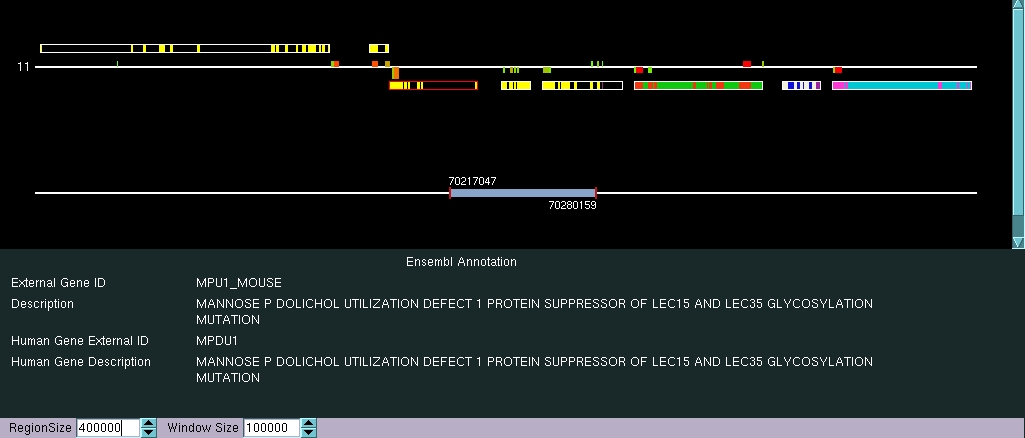 11
70217047
70280159
Ensembl Annotation
External Gene ID MPU1_MOUSE
Description MANNOSE P DOLICHOL UTILIZATION DEFECT 1 PROTEIN SUPPRESSOR OF LEC15 AND LEC35 GLYCOSYLATION
MUTATION
Human Gene External ID MPDU1
Human Gene Description MANNOSE P DOLICHOL UTILIZATION DEFECT 1 PROTEIN SUPPRESSOR OF LEC15 AND LEC35 GLYCOSYLATION
MUTATION
RegionSize 400000 Window Size 100000